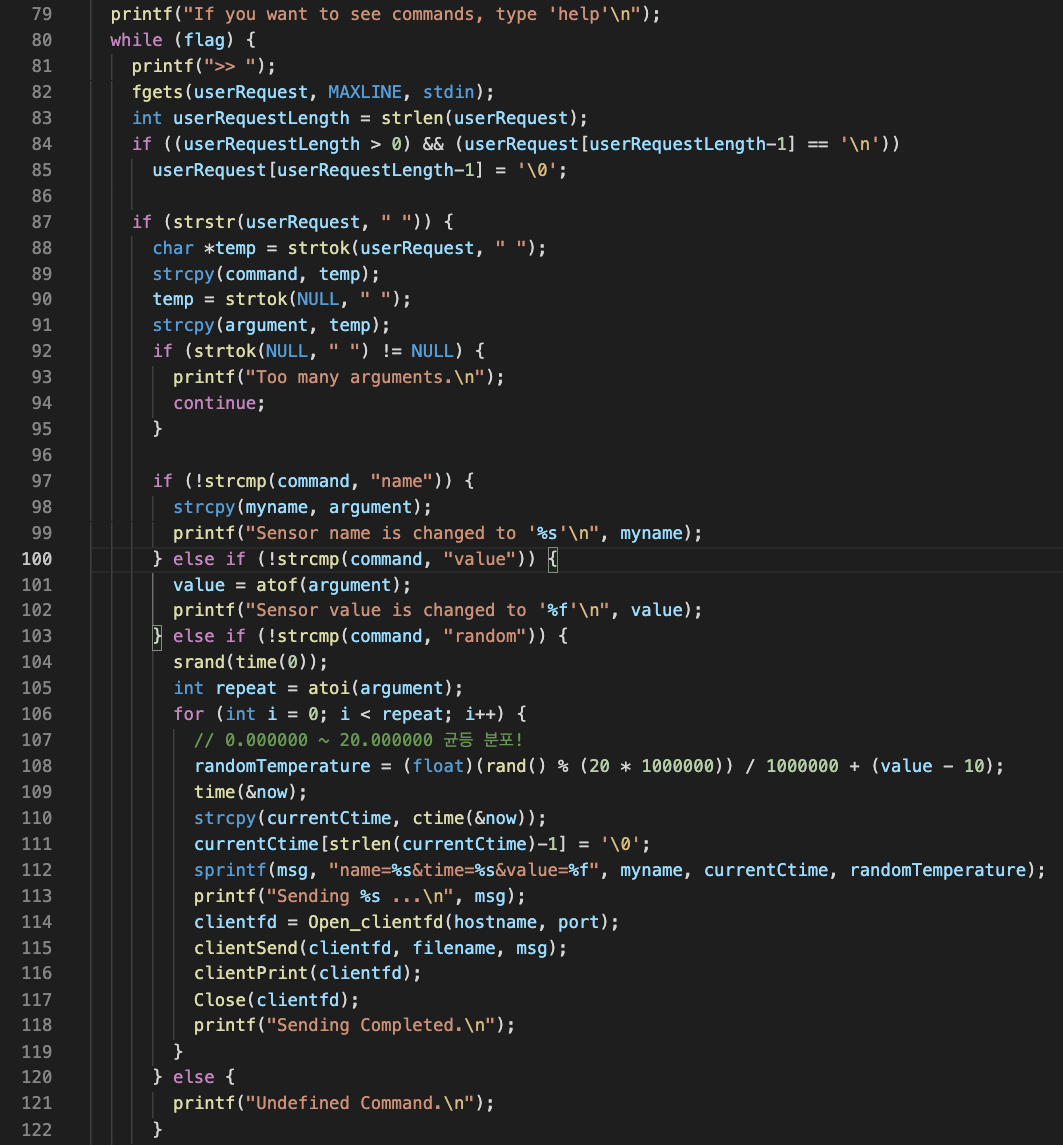 79 printf("If you want to see commands, type 'help'\n");
80 while (flag) {
81 printf(">> ");
82 fgets(userRequest, MAXLINE, stdin);
83 int userRequestLength = strlen(userRequest);
84 if ((userRequestLength > 0) && (userRequest[userRequestLength-1] == '\n'))
85 userRequest[userRequestLength-1] = '\0';
86
87 if (strstr(userRequest, " ")) {
88 char *temp = strtok(userRequest, " ");
89 strcpy(command, temp);
90 temp = strtok(NULL, " ");
91 strcpy(argument, temp);
92 if (strtok(NULL, " ") != NULL) {
93 printf("Too many arguments.\n");
94 continue;
95 }
96
97 if (!strcmp(command, "name")) {
98 strcpy(myname, argument);
99 printf("Sensor name is changed to '%s'\n", myname);
100 } else if (!strcmp(command, "value")) {
101 value = atof(argument);
102 printf("Sensor value is changed to '%f'\n", value);
103 } else if (!strcmp(command, "random")) {
104 srand(time(0));
105 int repeat = atoi(argument);
106 for (int i = 0; i < repeat; i++) {
107 // 0.000000 ~ 20.000000 균등 분포!
108 randomTemperature = (float)(rand() % (20 * 1000000)) / 1000000 + (value - 10);
109 time(&now);
110 strcpy(currentCtime, ctime(&now));
111 currentCtime[strlen(currentCtime)-1] = '\0';
112 sprintf(msg, "name=%s&time=%s&value=%f", myname, currentCtime, randomTemperature);
113 printf("Sending %s ...\n", msg);
114 clientfd = Open_clientfd(hostname, port);
115 clientSend(clientfd, filename, msg);
116 clientPrint(clientfd);
117 Close(clientfd);
118 printf("Sending Completed.\n");
119 }
120 } else {
121 printf("Undefined Command.\n");
122 }